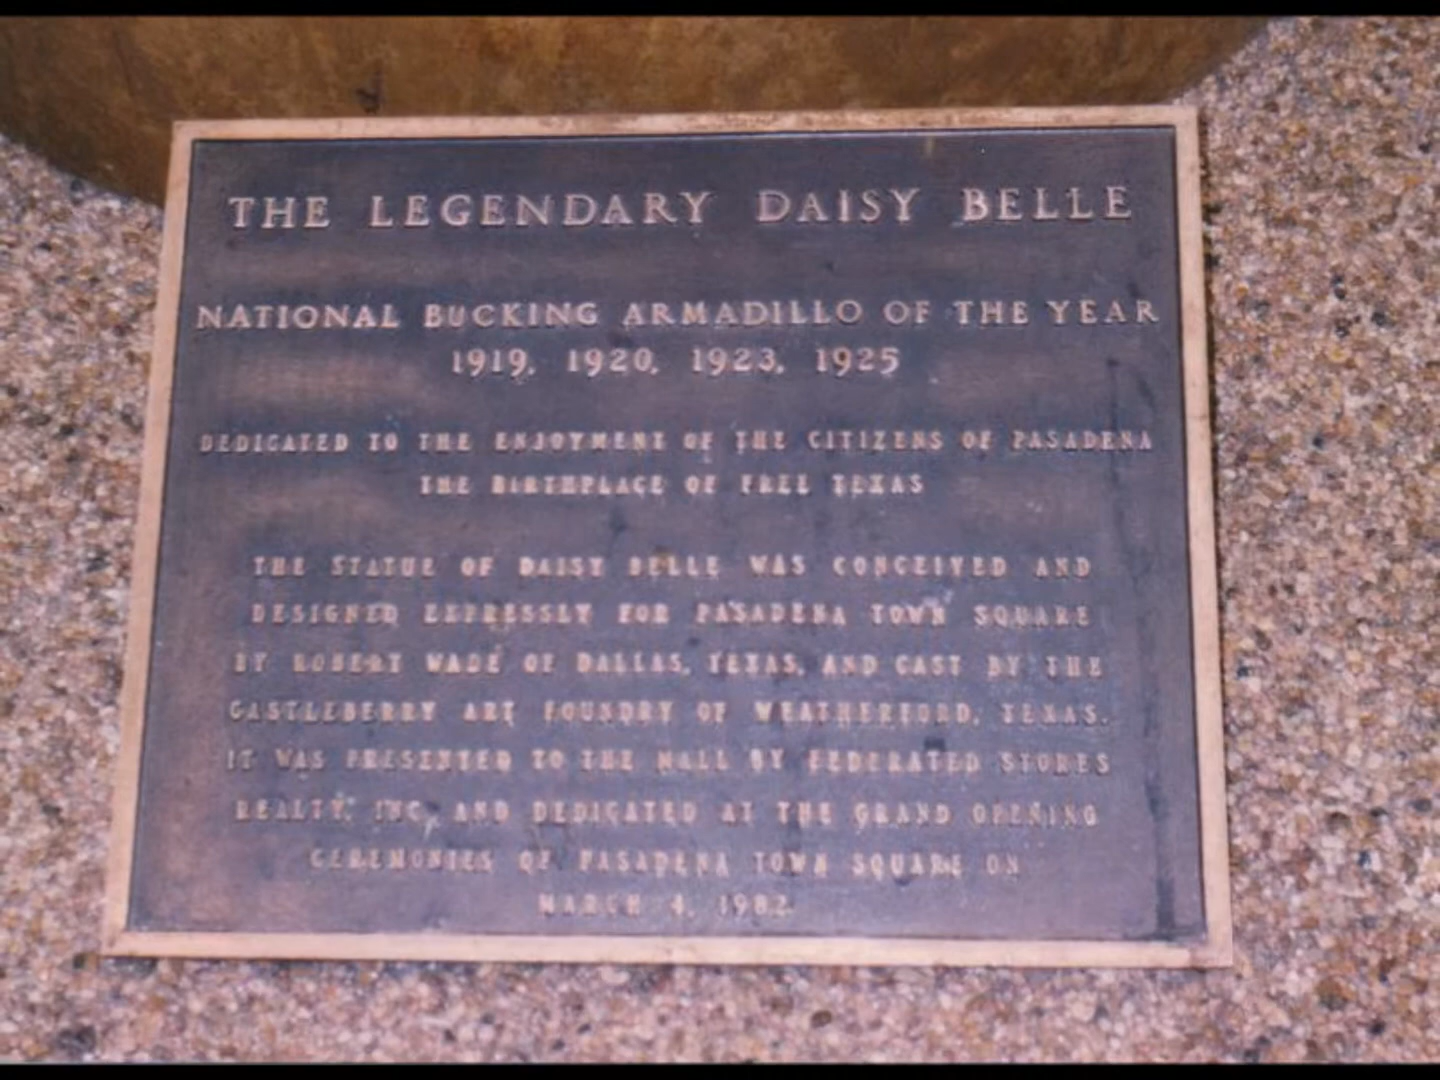 THE LEGENDARY DAISY BELLE
NATIONAL BUCKING ARMADILLO OF THE YEAR
1919, 1920, 1923, 1925
DEDICATED TO THE ENJOYMENT OF THE CITIZENS OF PASADENA
THE BIRTHPLACE OF FREE TEXAS
THE STATUE OF DAISY BELLE WAS CONCEIVED AND
DESIGNED EXPRESSLY FOR PASADENA TOWN SQUARE
BY ROBERT WADE OF DALLAS, TEXAS, AND CAST BY THE
CASTLEBERRY ART FOUNDRY OF WEATHERFORD, TEXAS.
IT WAS PRESENTED TO THE MALL BY FEDERATED STORES
REALTY, INC. AND DEDICATED AT THE GRAND OPENING
CEREMONIES OF PASADENA TOWN SQUARE ON
MARCH 4, 1982